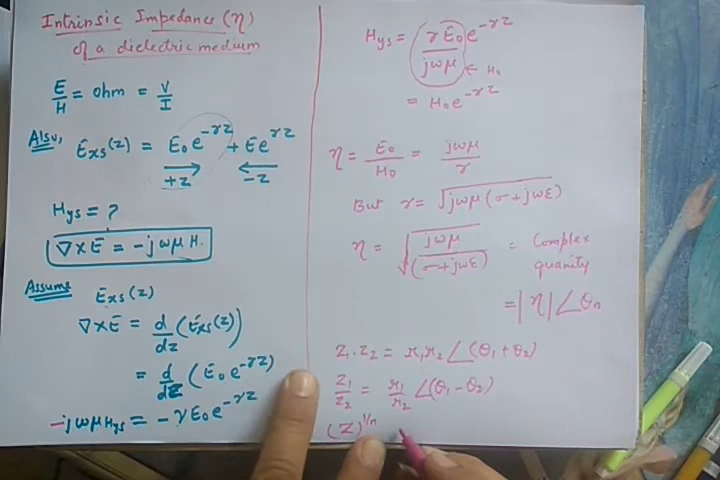 Intrinsic Impedance (η)
of a dielectric medium
E/H = ohm = V/I
Also, Exs(z) = E₀e^-γz + Ee^γz
+z -z
Hys = ?
∇×E = -jωμ H.
Assume Exs(z)
∇×E = d/dz (Exs(z))
= d/dz (E₀e^-γz)
-jωμHys = -γE₀e^-γz
Hys = (γE₀/jωμ) e^-γz
← H₀
= H₀e^-γz
η = E₀/H₀ = jωμ/γ
But γ = √jωμ(σ+jωε)
η = √jωμ/(σ+jωε) = Complex
quanity
= |η|∠θn
z₁.z₂ = r₁r₂∠(θ₁+θ₂)
z₁/z₂ = r₁/r₂ ∠(θ₁-θ₂)
(z)^1/n